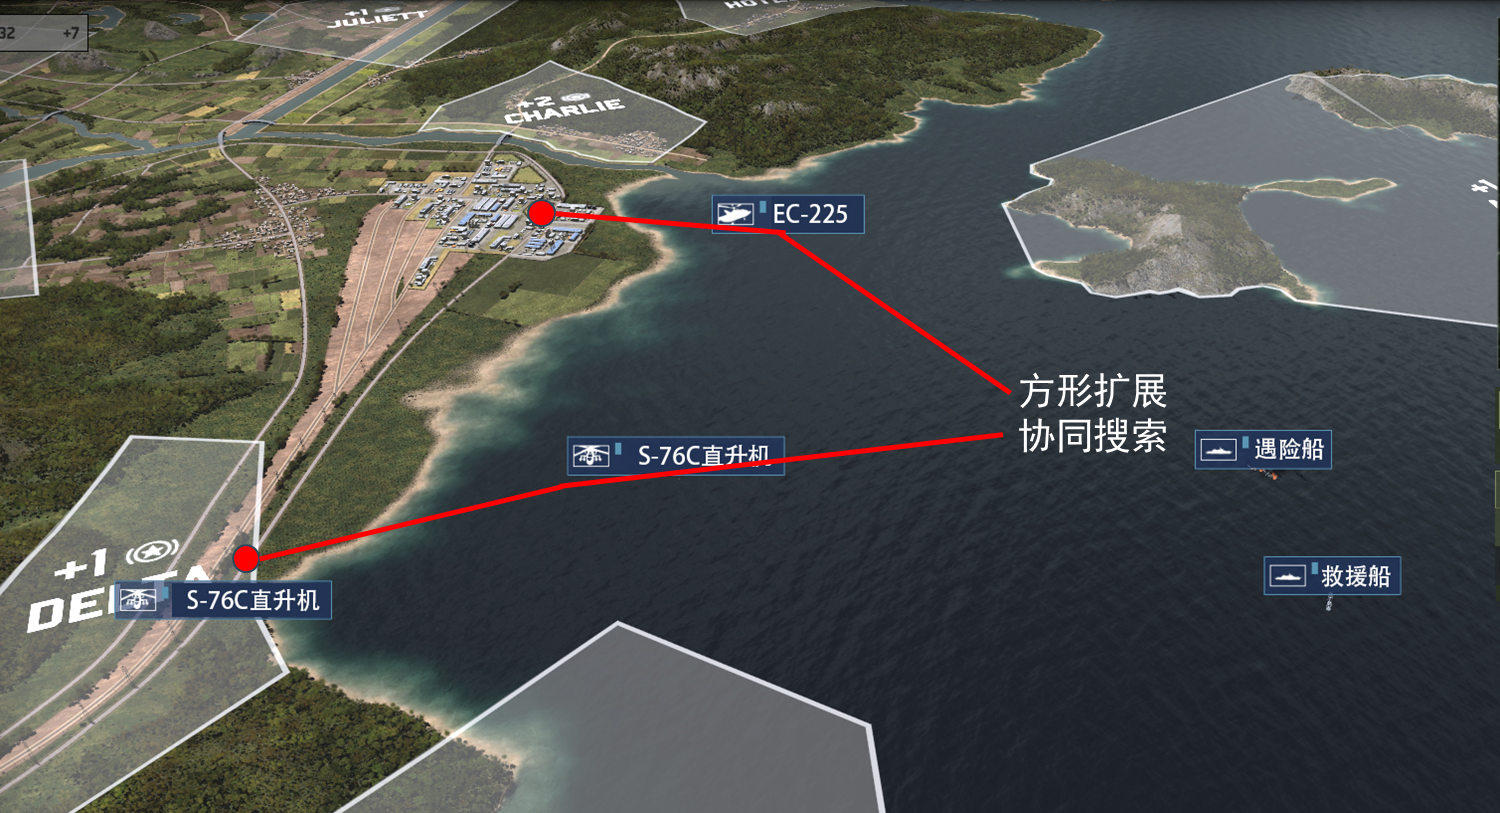 +1
JULIETT
32 +7
+2
CHARLIE
EC-225
方形扩展
协同搜索
S-76C直升机
遇险船
救援船
+1
S-76C直升机